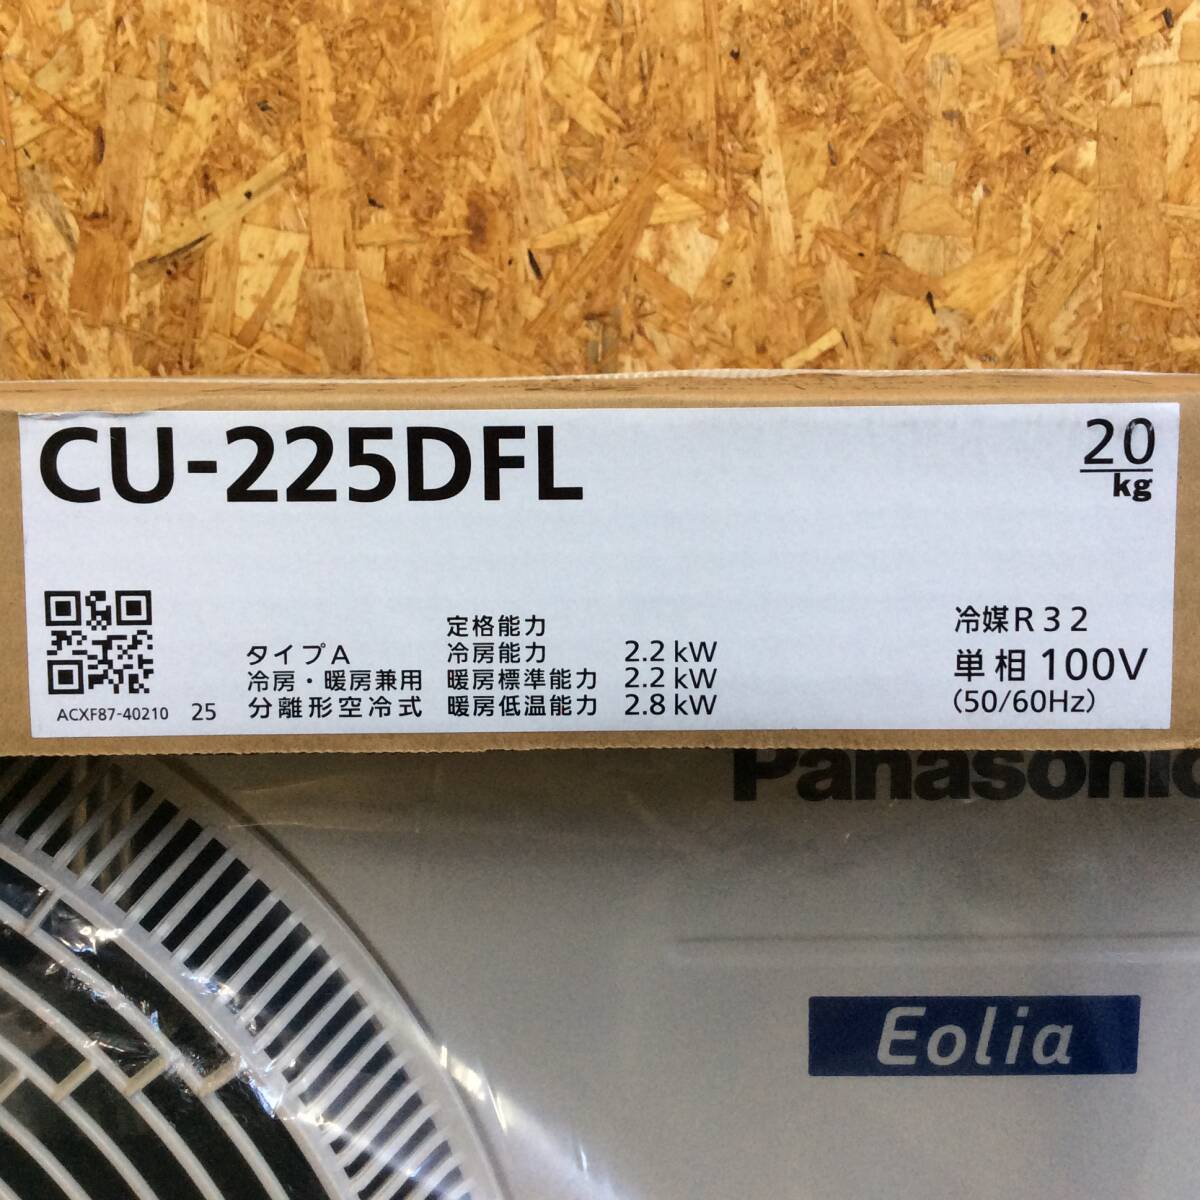 CU-225DFL
20
kg
定格能力
タイプA 冷房能力 2.2 kW
冷房・暖房兼用 暖房標準能力 2.2 kW
分離形空冷式 暖房低温能力 2.8 kW
冷媒R32
単相 100V
(50/60Hz)
ACXF87-40210 25
Panasonic
Eolia